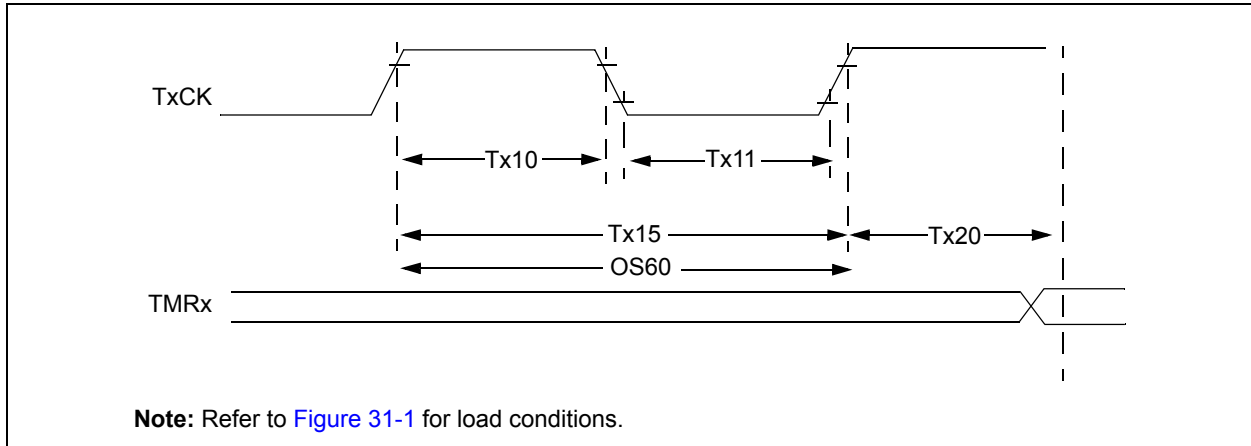 TxCK
Tx10
Tx11
Tx15
Tx20
OS60
TMRx
Note: Refer to Figure 31-1 for load conditions.